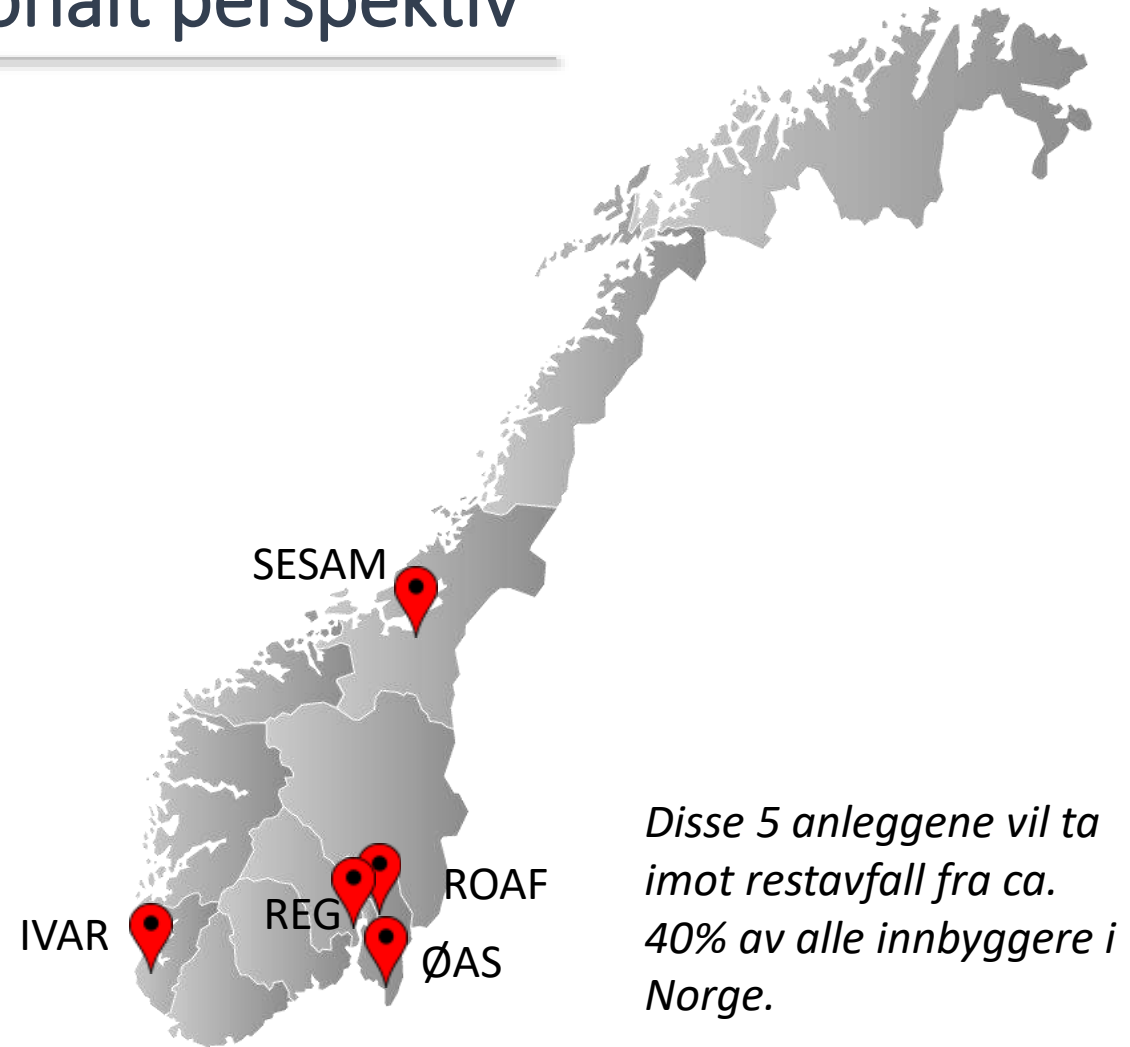 onalt perspektiv
SESAM
ROAF
REG
IVAR
ØAS
Disse 5 anleggene vil ta
imot restavfall fra ca.
40% av alle innbyggere i
Norge.